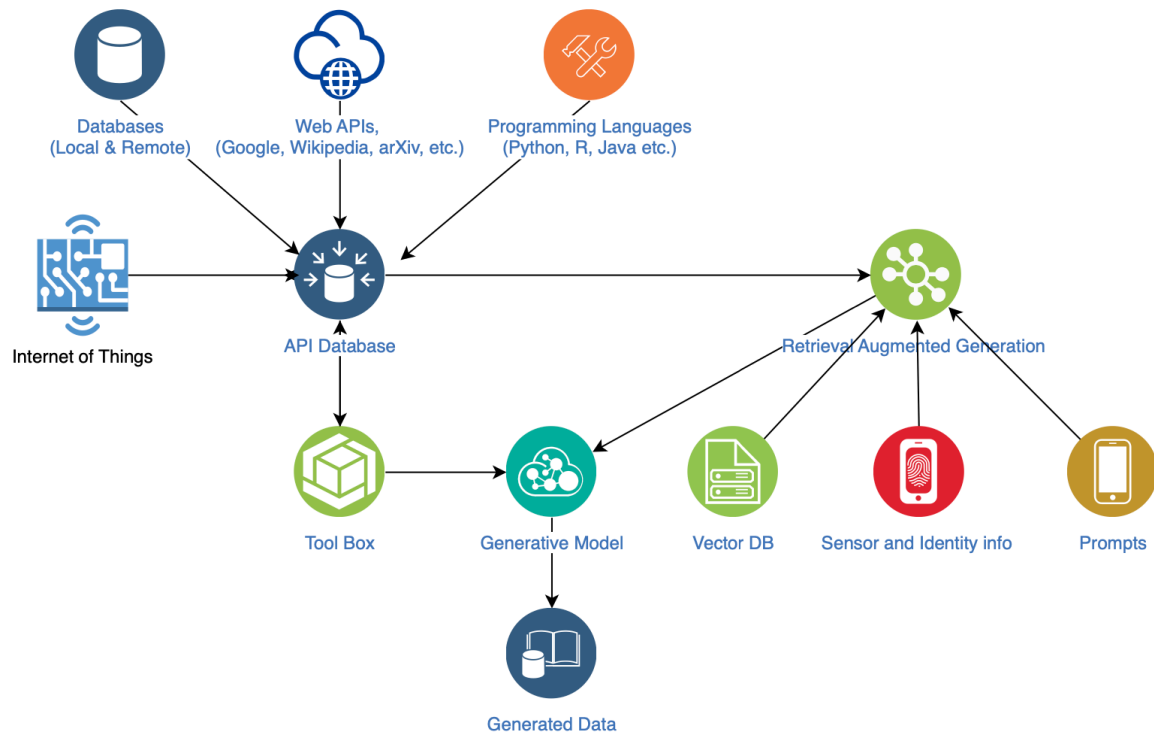 Databases
(Local & Remote)
Web APIs,
(Google, Wikipedia, arXiv, etc.)
Programming Languages
(Python, R, Java etc.)
Internet of Things
API Database
Retrieval Augmented Generation
Tool Box
Generative Model
Vector DB
Sensor and Identity info
Prompts
Generated Data